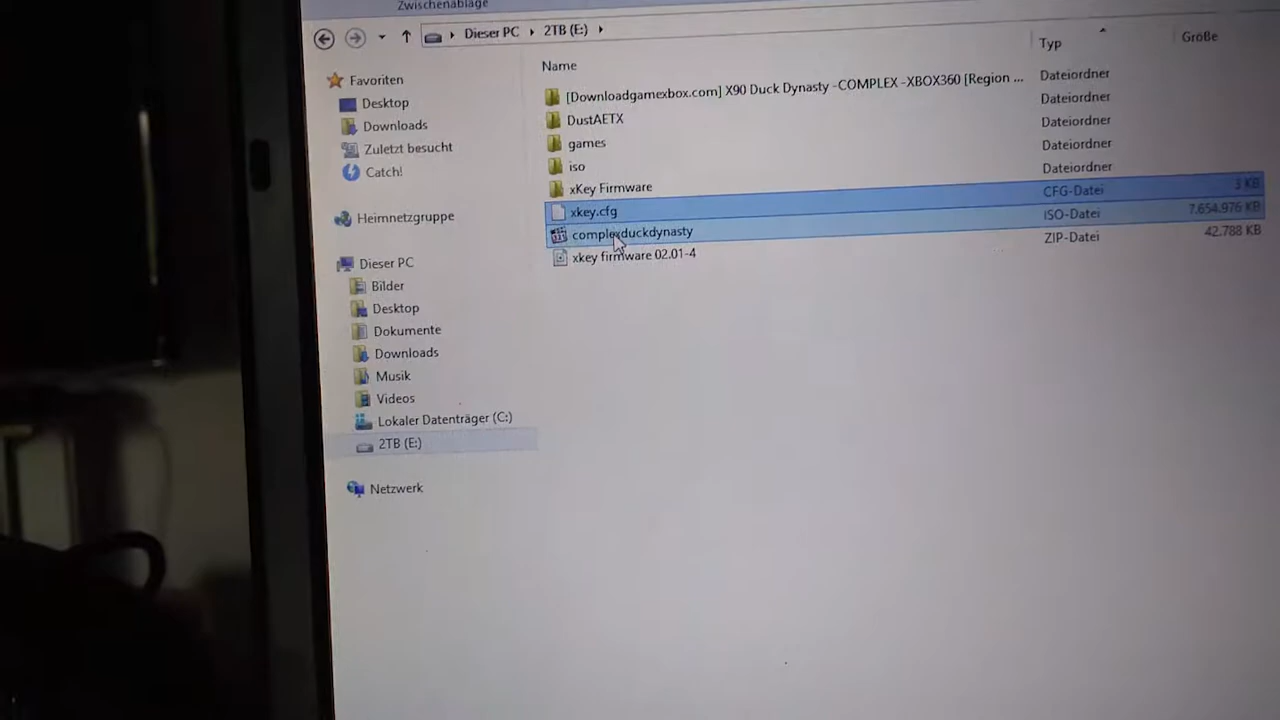 Zwischenablage
Dieser PC
2TB (E:)
Name
Typ
Größe
Favoriten
Desktop
Downloads
Zuletzt besucht
Catch!
Heimnetzgruppe
Dieser PC
Bilder
Desktop
Dokumente
Downloads
Musik
Videos
Lokaler Datenträger (C:)
2TB (E:)
Netzwerk
[Downloadgamexbox.com] X90 Duck Dynasty -COMPLEX -XBOX360 [Region ...
Dateiordner
DustAETX
Dateiordner
games
Dateiordner
iso
Dateiordner
xKey Firmware
Dateiordner
xkey.cfg
CFG-Datei
3 KB
complexduckdynasty
ISO-Datei
7.654.976 KB
xkey firmware 02.01-4
ZIP-Datei
42.788 KB